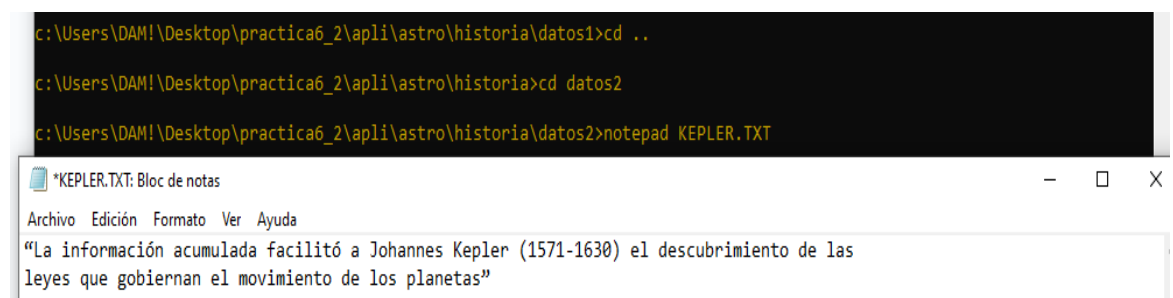 c:\Users\DAM!\Desktop\practica6_2\apli\astro\historia\datos1>cd ..
c:\Users\DAM!\Desktop\practica6_2\apli\astro\historia>cd datos2
c:\Users\DAM!\Desktop\practica6_2\apli\astro\historia\datos2>notepad KEPLER.TXT
*KEPLER.TXT: Bloc de notas
Archivo Edición Formato Ver Ayuda
“La información acumulada facilitó a Johannes Kepler (1571-1630) el descubrimiento de las
leyes que gobiernan el movimiento de los planetas”